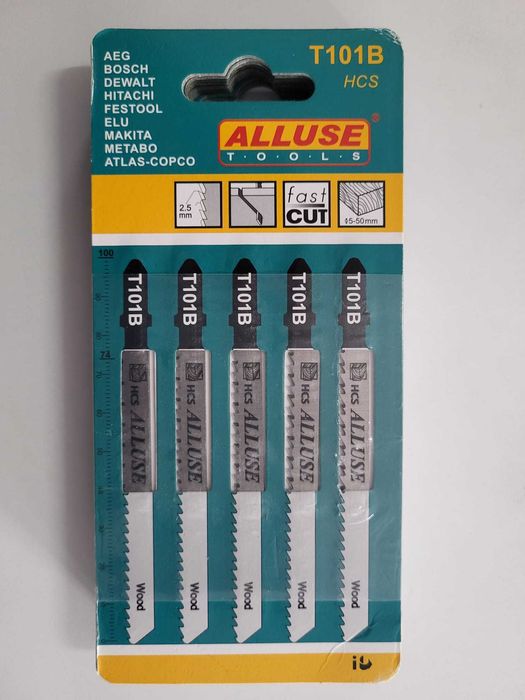 AEG
BOSCH
DEWALT
HITACHI
FESTOOL
ELU
MAKITA
METABO
ATLAS-COPCO
T101B
HCS
ALLUSE®
TOOLS
2.5
mm
fast
CUT
¢5-50mm
100
74
T101B
T101B
T101B
T101B
T101B
HCS ALLUSE
HCS ALLUSE
HCS ALLUSE
HCS ALLUSE
HCS ALLUSE
Wood
Wood
Wood
Wood
Wood